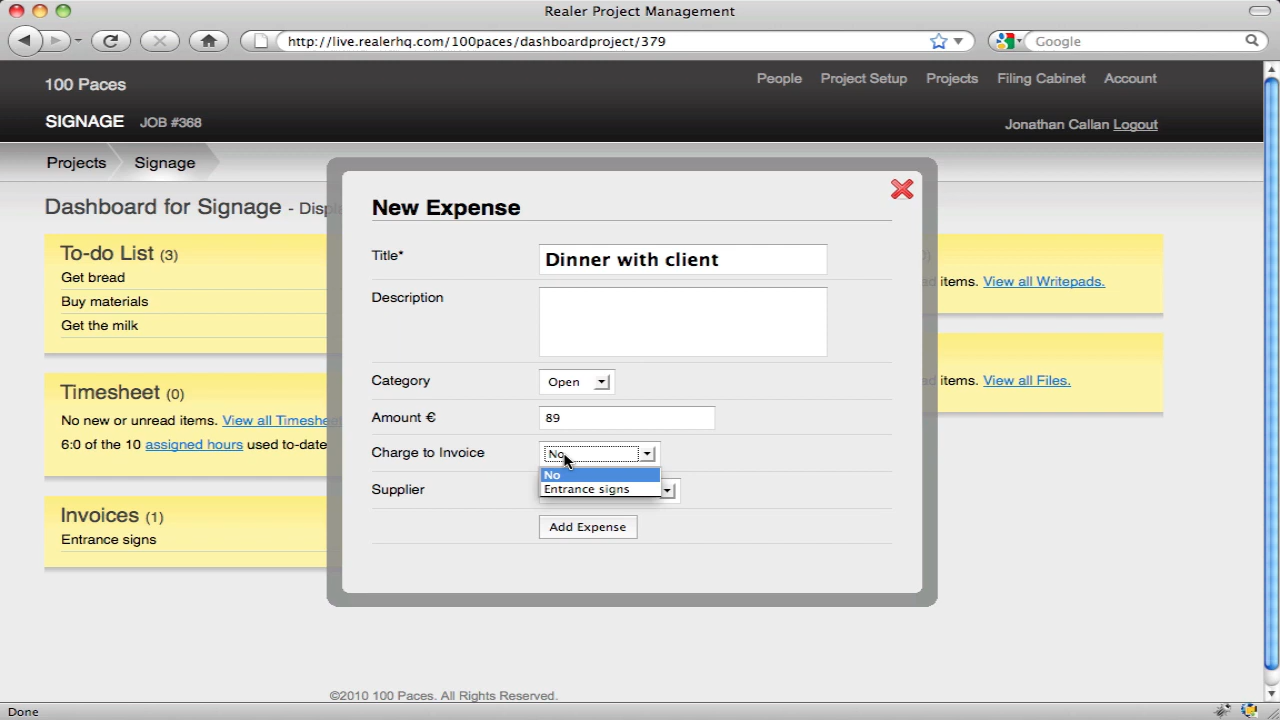 Realer Project Management
http://live.realerhq.com/100paces/dashboardproject/379
Google
100 Paces
People Project Setup Projects Filing Cabinet Account
SIGNAGE JOB #368
Jonathan Callan Logout
Projects Signage
Dashboard for Signage -
To-do List (3)
Get bread
Buy materials
Get the milk
Timesheet (0)
No new or unread items. View all
6:0 of the 10 assigned hours used to-date
Invoices (1)
Entrance signs
New Expense
Title* Dinner with client
Description
Category Open
Amount € 89
Charge to Invoice No
No
Entrance signs
Supplier
Add Expense
items. View all Writepads.
items. View all Files.
©2010 100 Paces. All Rights Reserved.
Done